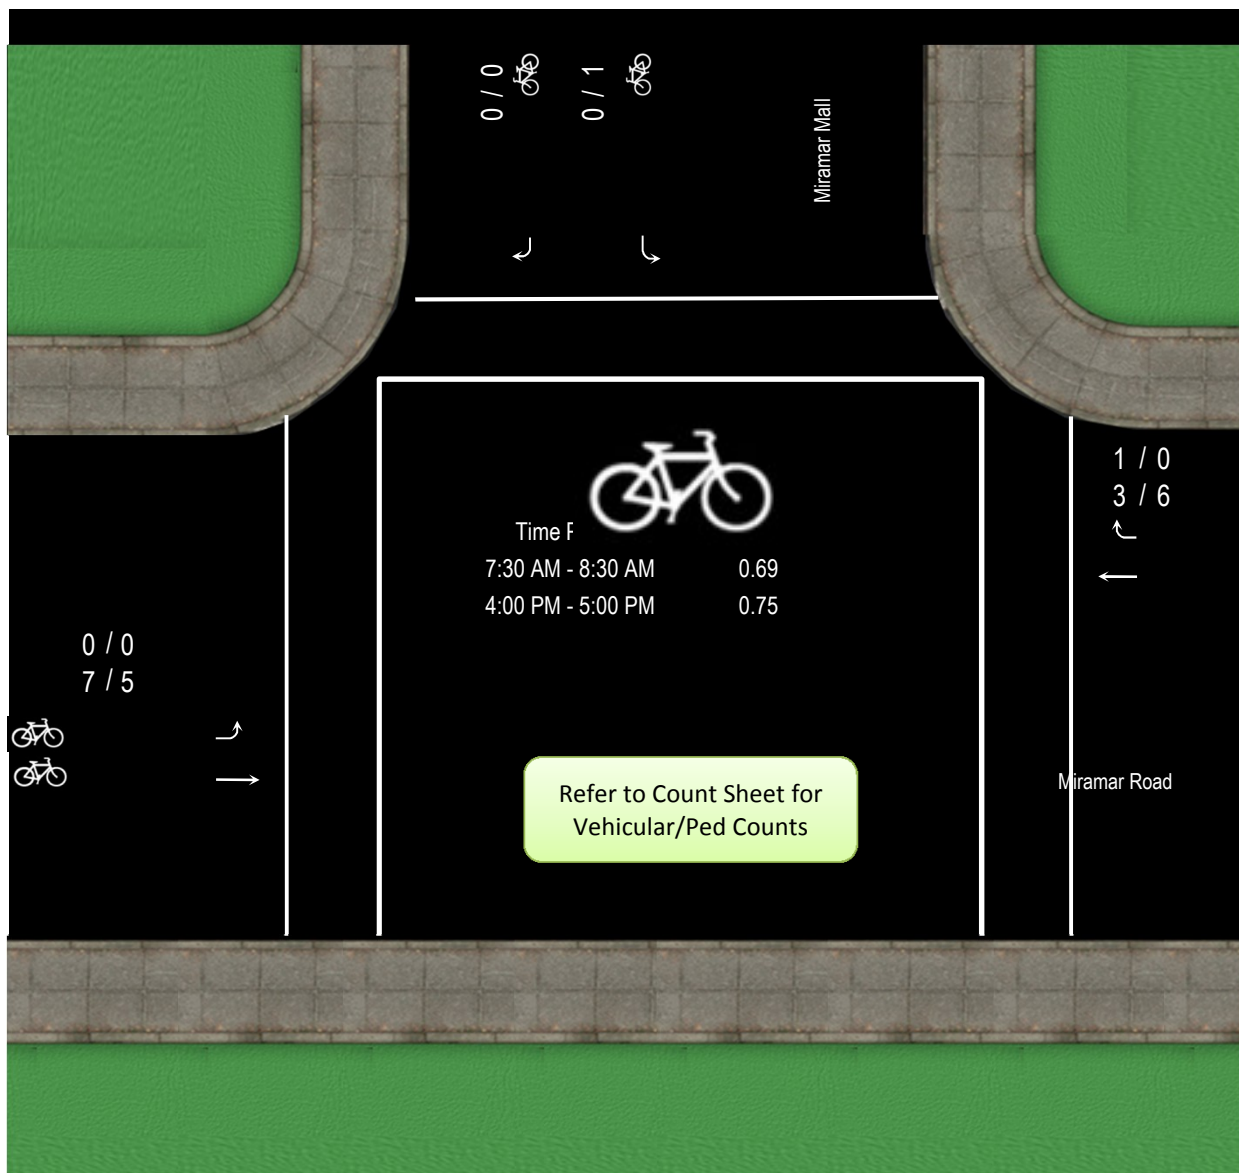 0 / 0
0 / 1
Miramar Mall
1 / 0
3 / 6
Time
7:30 AM - 8:30 AM 0.69
4:00 PM - 5:00 PM 0.75
0 / 0
7 / 5
Miramar Road
Refer to Count Sheet for
Vehicular/Ped Counts